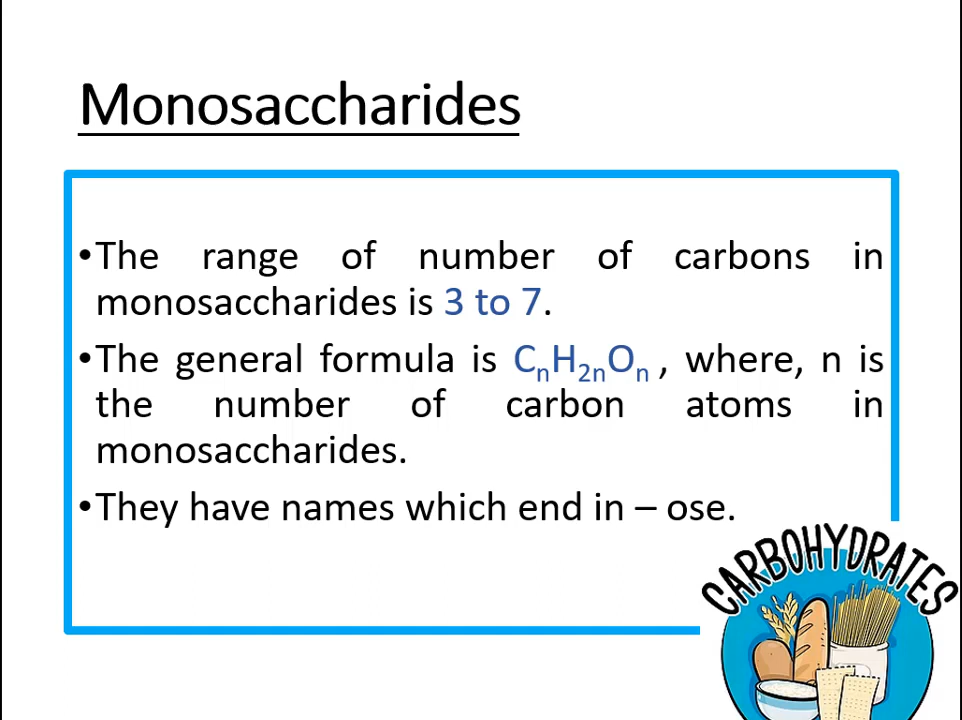 Monosaccharides
•The range of number of carbons in
monosaccharides is 3 to 7.
•The general formula is CₙH₂ₙOₙ , where, n is
the number of carbon atoms in
monosaccharides.
•They have names which end in – ose.
CARBOHYDRATES